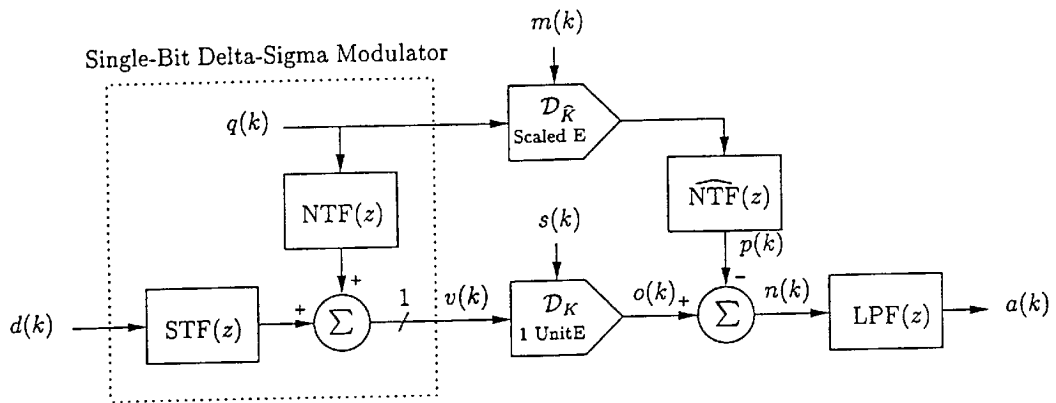 m(k)
Single-Bit Delta-Sigma Modulator
q(k)
𝒟_K̂
Scaled E
NTF(z)
N͡TF(z)
s(k)
p(k)
+
−
d(k)
STF(z)
+
Σ
1
v(k)
𝒟_K
1 UnitE
o(k)
+
Σ
n(k)
LPF(z)
a(k)